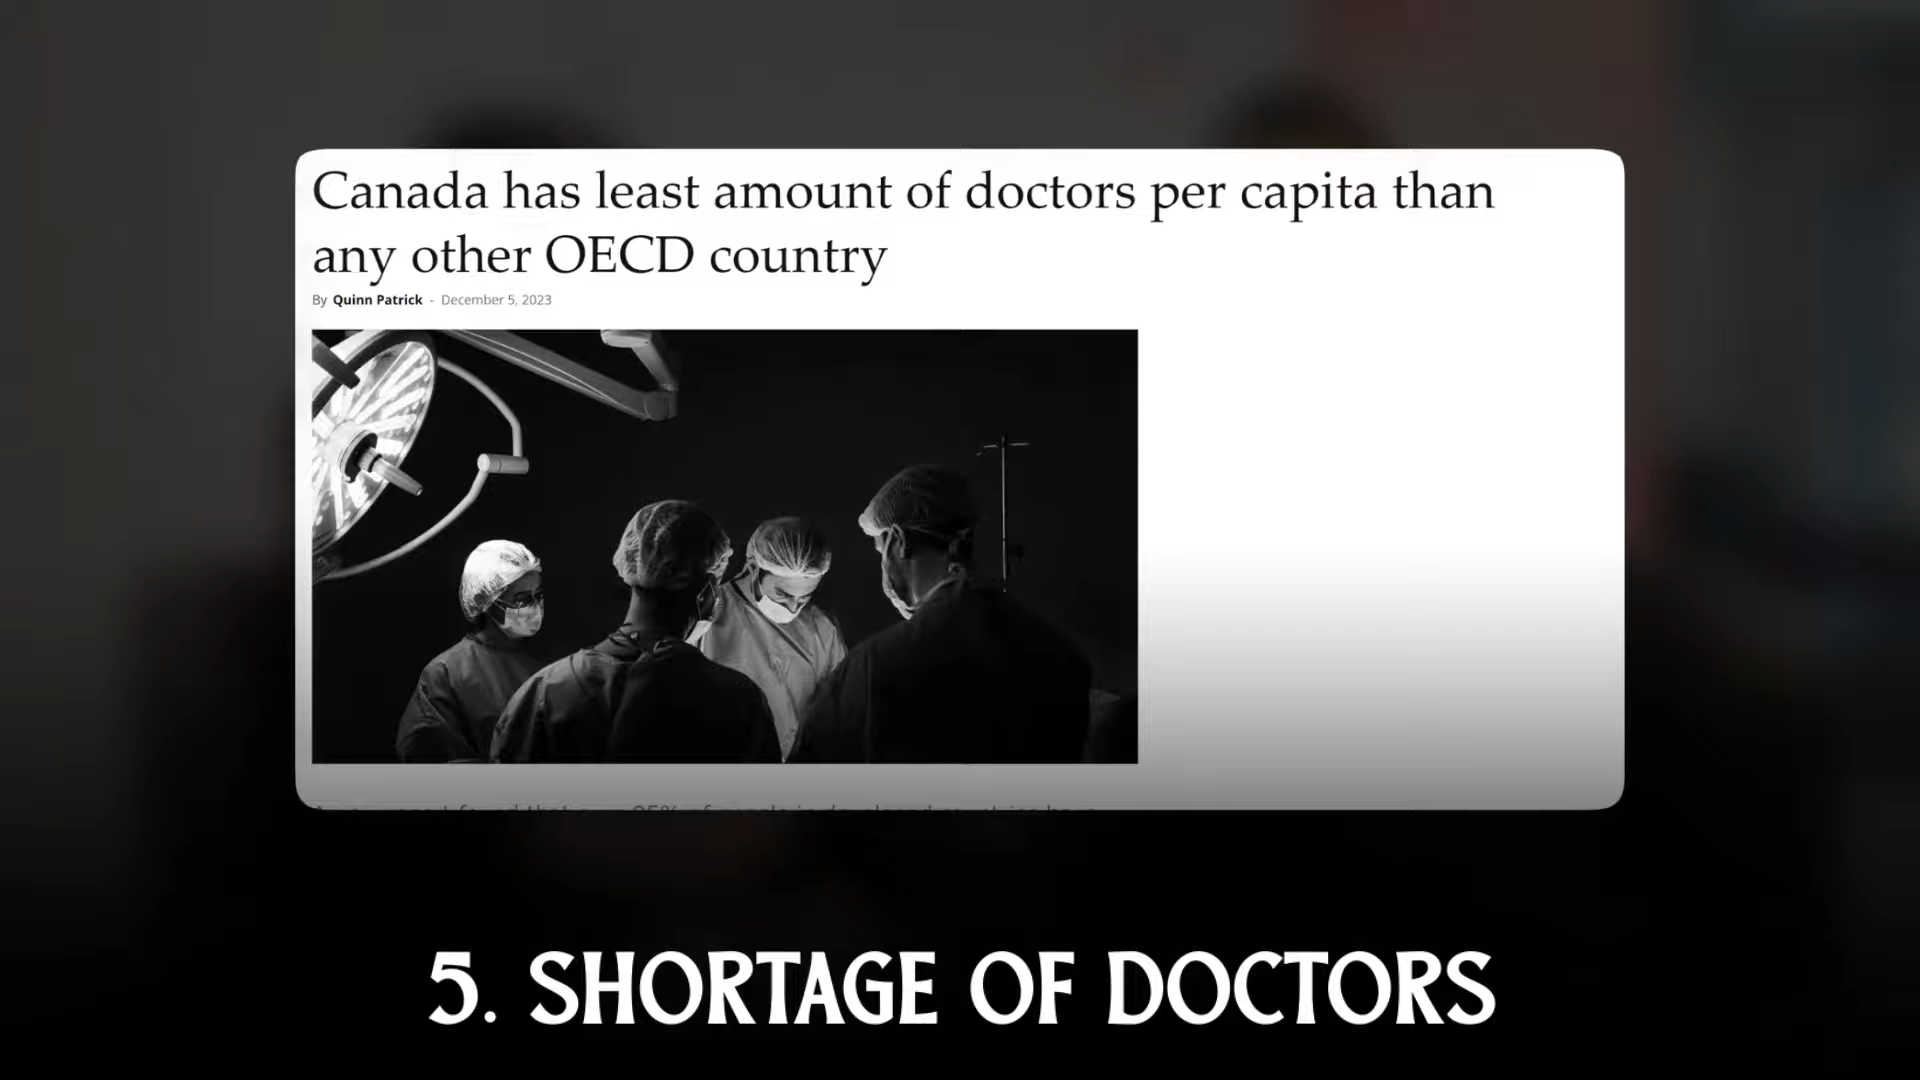 Canada has least amount of doctors per capita than
any other OECD country
By Quinn Patrick - December 5, 2023
5. SHORTAGE OF DOCTORS